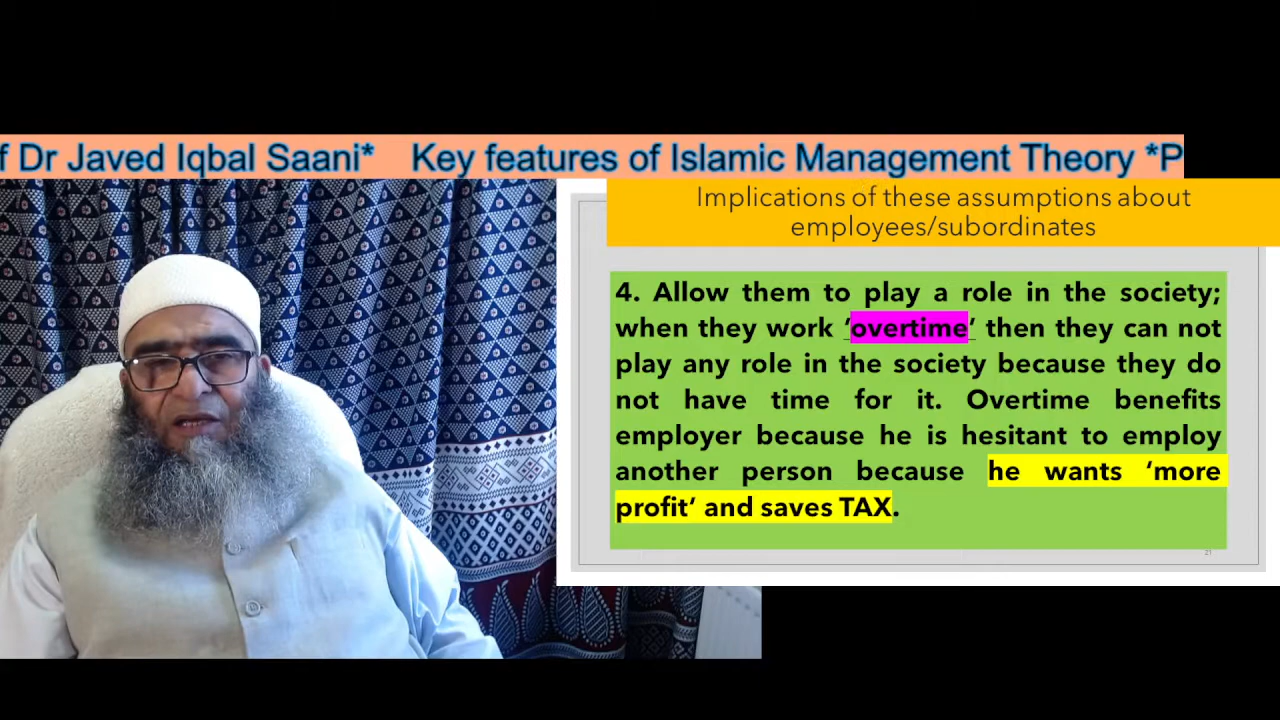 f Dr Javed Iqbal Saani* Key features of Islamic Management Theory *P
Implications of these assumptions about
employees/subordinates
4. Allow them to play a role in the society;
when they work ‘overtime’ then they can not
play any role in the society because they do
not have time for it. Overtime benefits
employer because he is hesitant to employ
another person because he wants ‘more
profit’ and saves TAX.
21